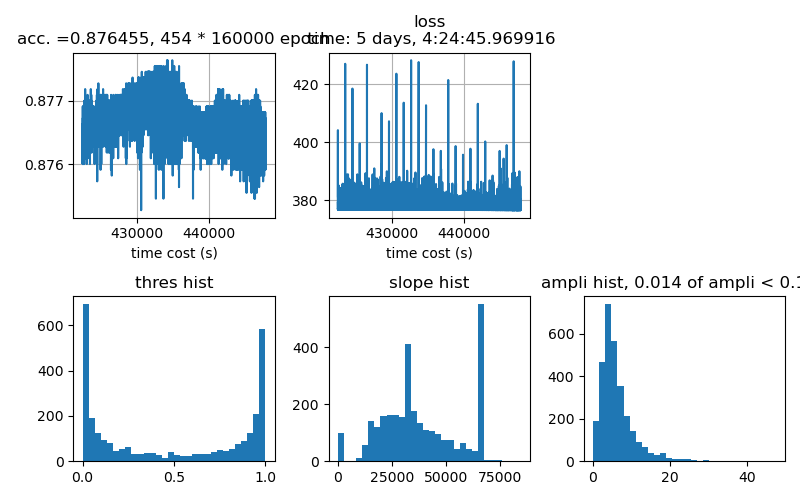 acc. =0.876455, 454 * 160000 epoch
loss
time: 5 days, 4:24:45.969916
0.877
0.876
430000 440000
time cost (s)
420
400
380
430000 440000
time cost (s)
thres hist
600
400
200
0
0.0 0.5 1.0
slope hist
400
200
0
0 25000 50000 75000
ampli hist, 0.014 of ampli < 0.1
600
400
200
0
0 20 40